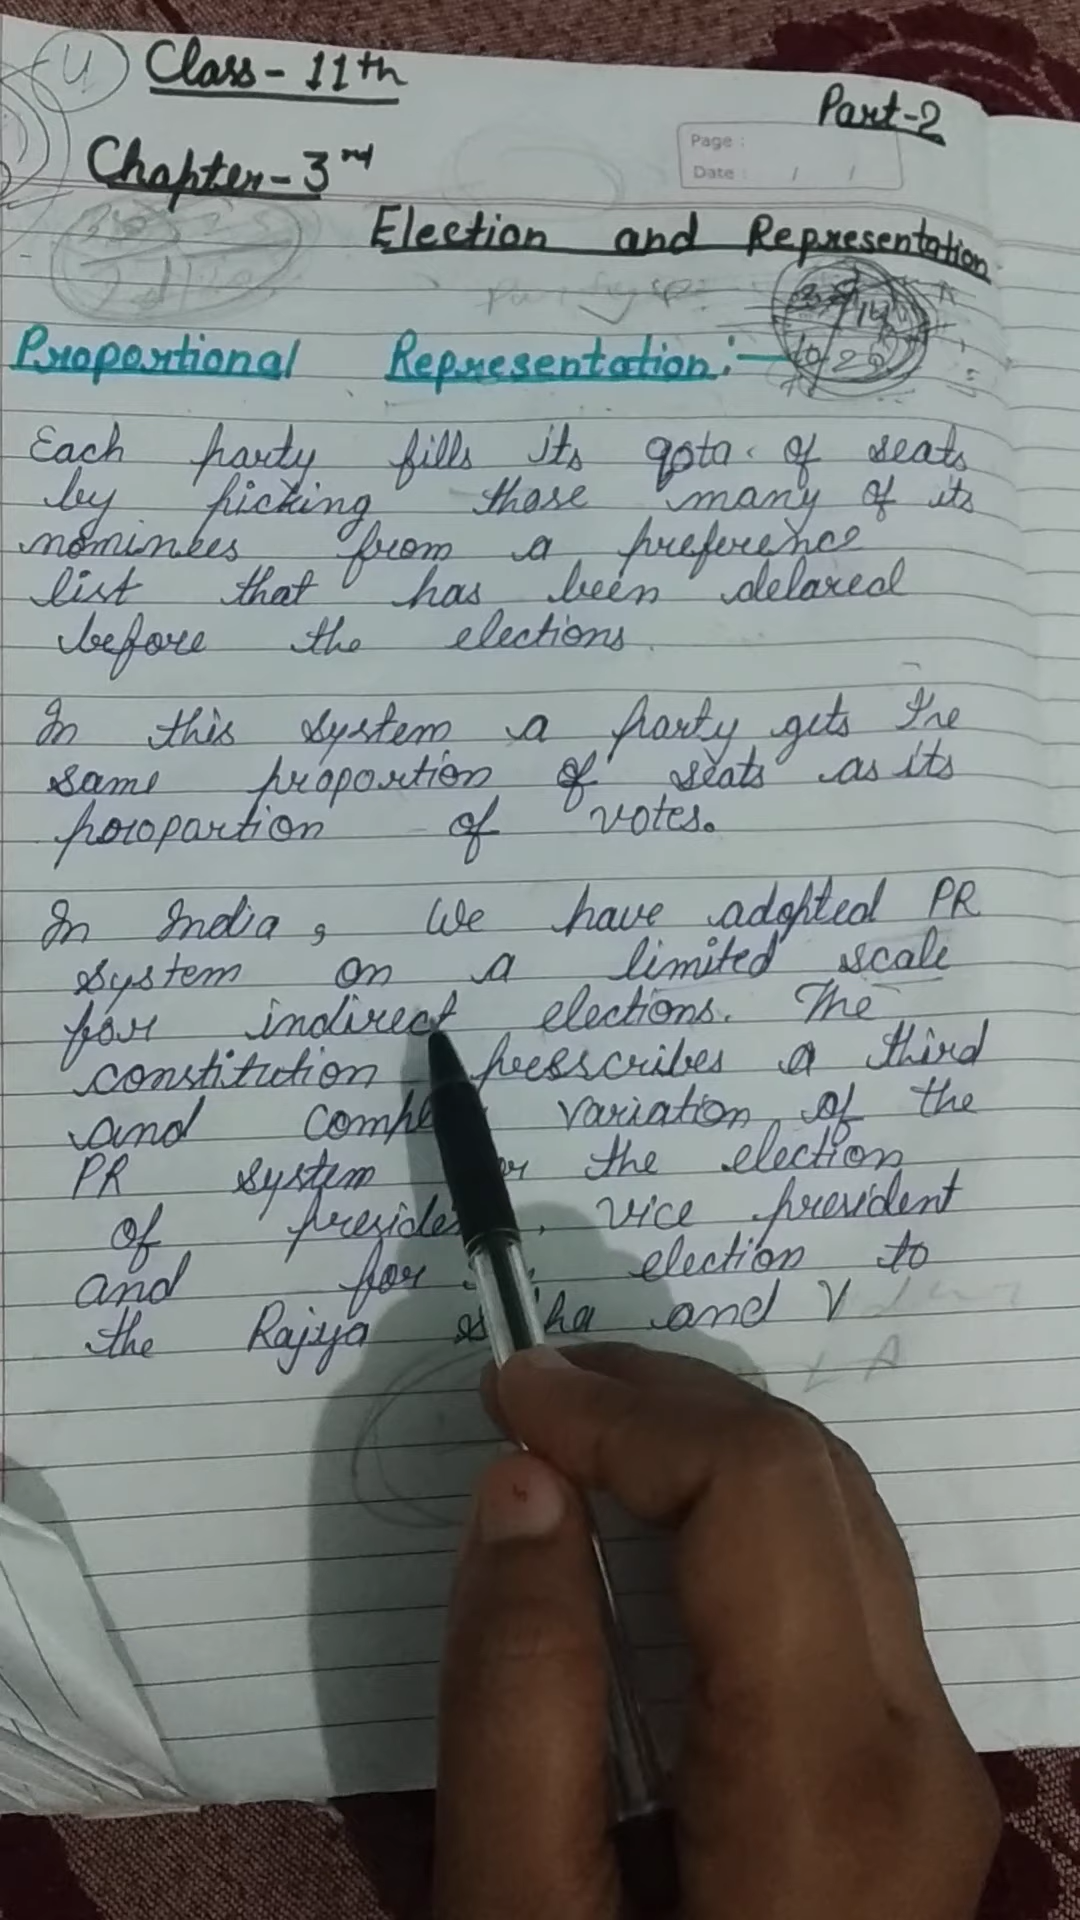 4 Class - 11th
Part-2
Chapter - 3rd
Page :
Date : / /
Election and Representation
Proportional Representation:-
Each party fills its qota of seats
by picking those many of its
nominees from a preference
list that has been delared
before the elections.
In this system a party gets the
same proportion of seats as its
poropartion of votes.
In India, We have adopted PR
system on a limited scale
for indirect elections. The
constitution presscribes a third
and variation of the
PR system the election
of vice president
and for election to
the Rajya and V
L A